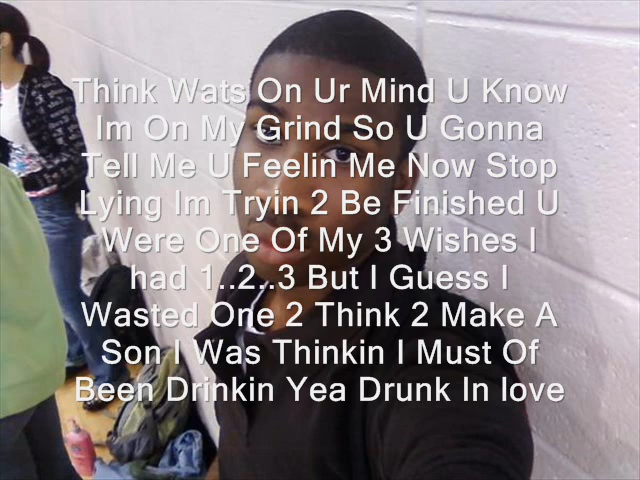 Think Wats On Ur Mind U Know
Im On My Grind So U Gonna
Tell Me U Feelin Me Now Stop
Lying Im Tryin 2 Be Finished U
Were One Of My 3 Wishes I
had 1..2..3 But I Guess I
Wasted One 2 Think 2 Make A
Son I Was Thinkin I Must Of
Been Drinkin Yea Drunk In love